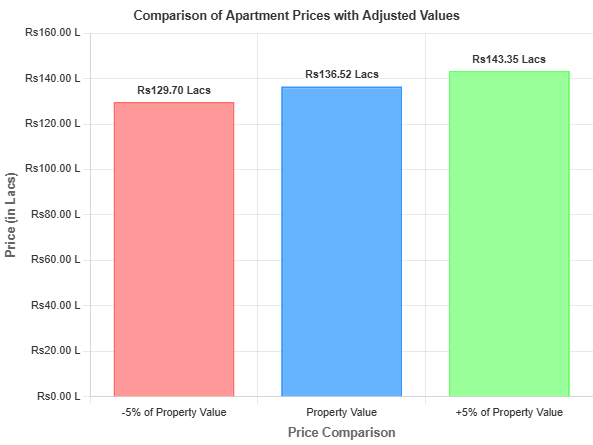 Comparison of Apartment Prices with Adjusted Values
Rs160.00 L
Rs140.00 L
Rs120.00 L
Rs100.00 L
Rs80.00 L
Rs60.00 L
Rs40.00 L
Rs20.00 L
Rs0.00 L
Price (in Lacs)
Rs129.70 Lacs
Rs136.52 Lacs
Rs143.35 Lacs
-5% of Property Value
Property Value
+5% of Property Value
Price Comparison